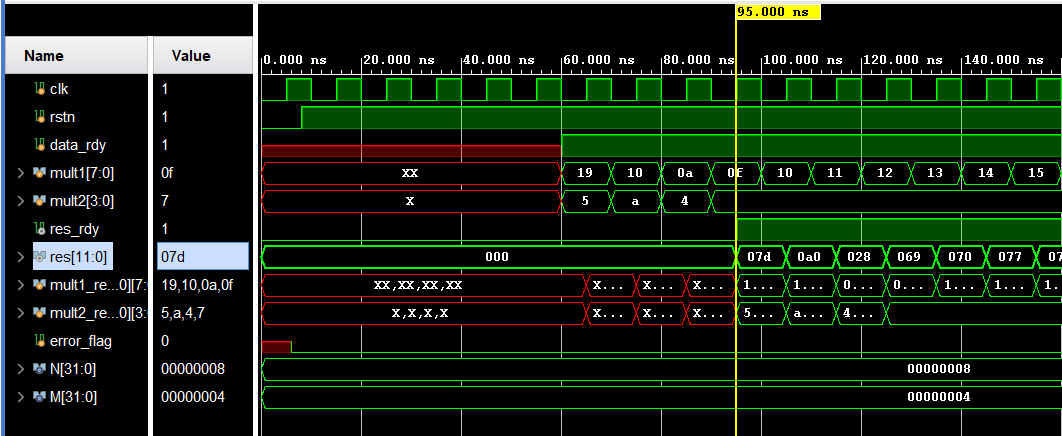 95.000 ns
Name Value
0.000 ns 20.000 ns 40.000 ns 60.000 ns 80.000 ns 100.000 ns 120.000 ns 140.000 ns
clk 1
rstn 1
data_rdy 1
mult1[7:0] 0f XX 19 10 0a 0f 10 11 12 13 14 15
mult2[3:0] 7 X 5 a 4
res_rdy 1
res[11:0] 07d 000 07d 0a0 028 069 070 077 07
mult1_re...0][7: 19,10,0a,0f XX,XX,XX,XX X... X... X... 1... 1... 0... 0... 1... 1... 1...
mult2_re...0][3: 5,a,4,7 X,X,X,X X... X... X... 5... a... 4...
error_flag 0
N[31:0] 00000008 00000008
M[31:0] 00000004 00000004